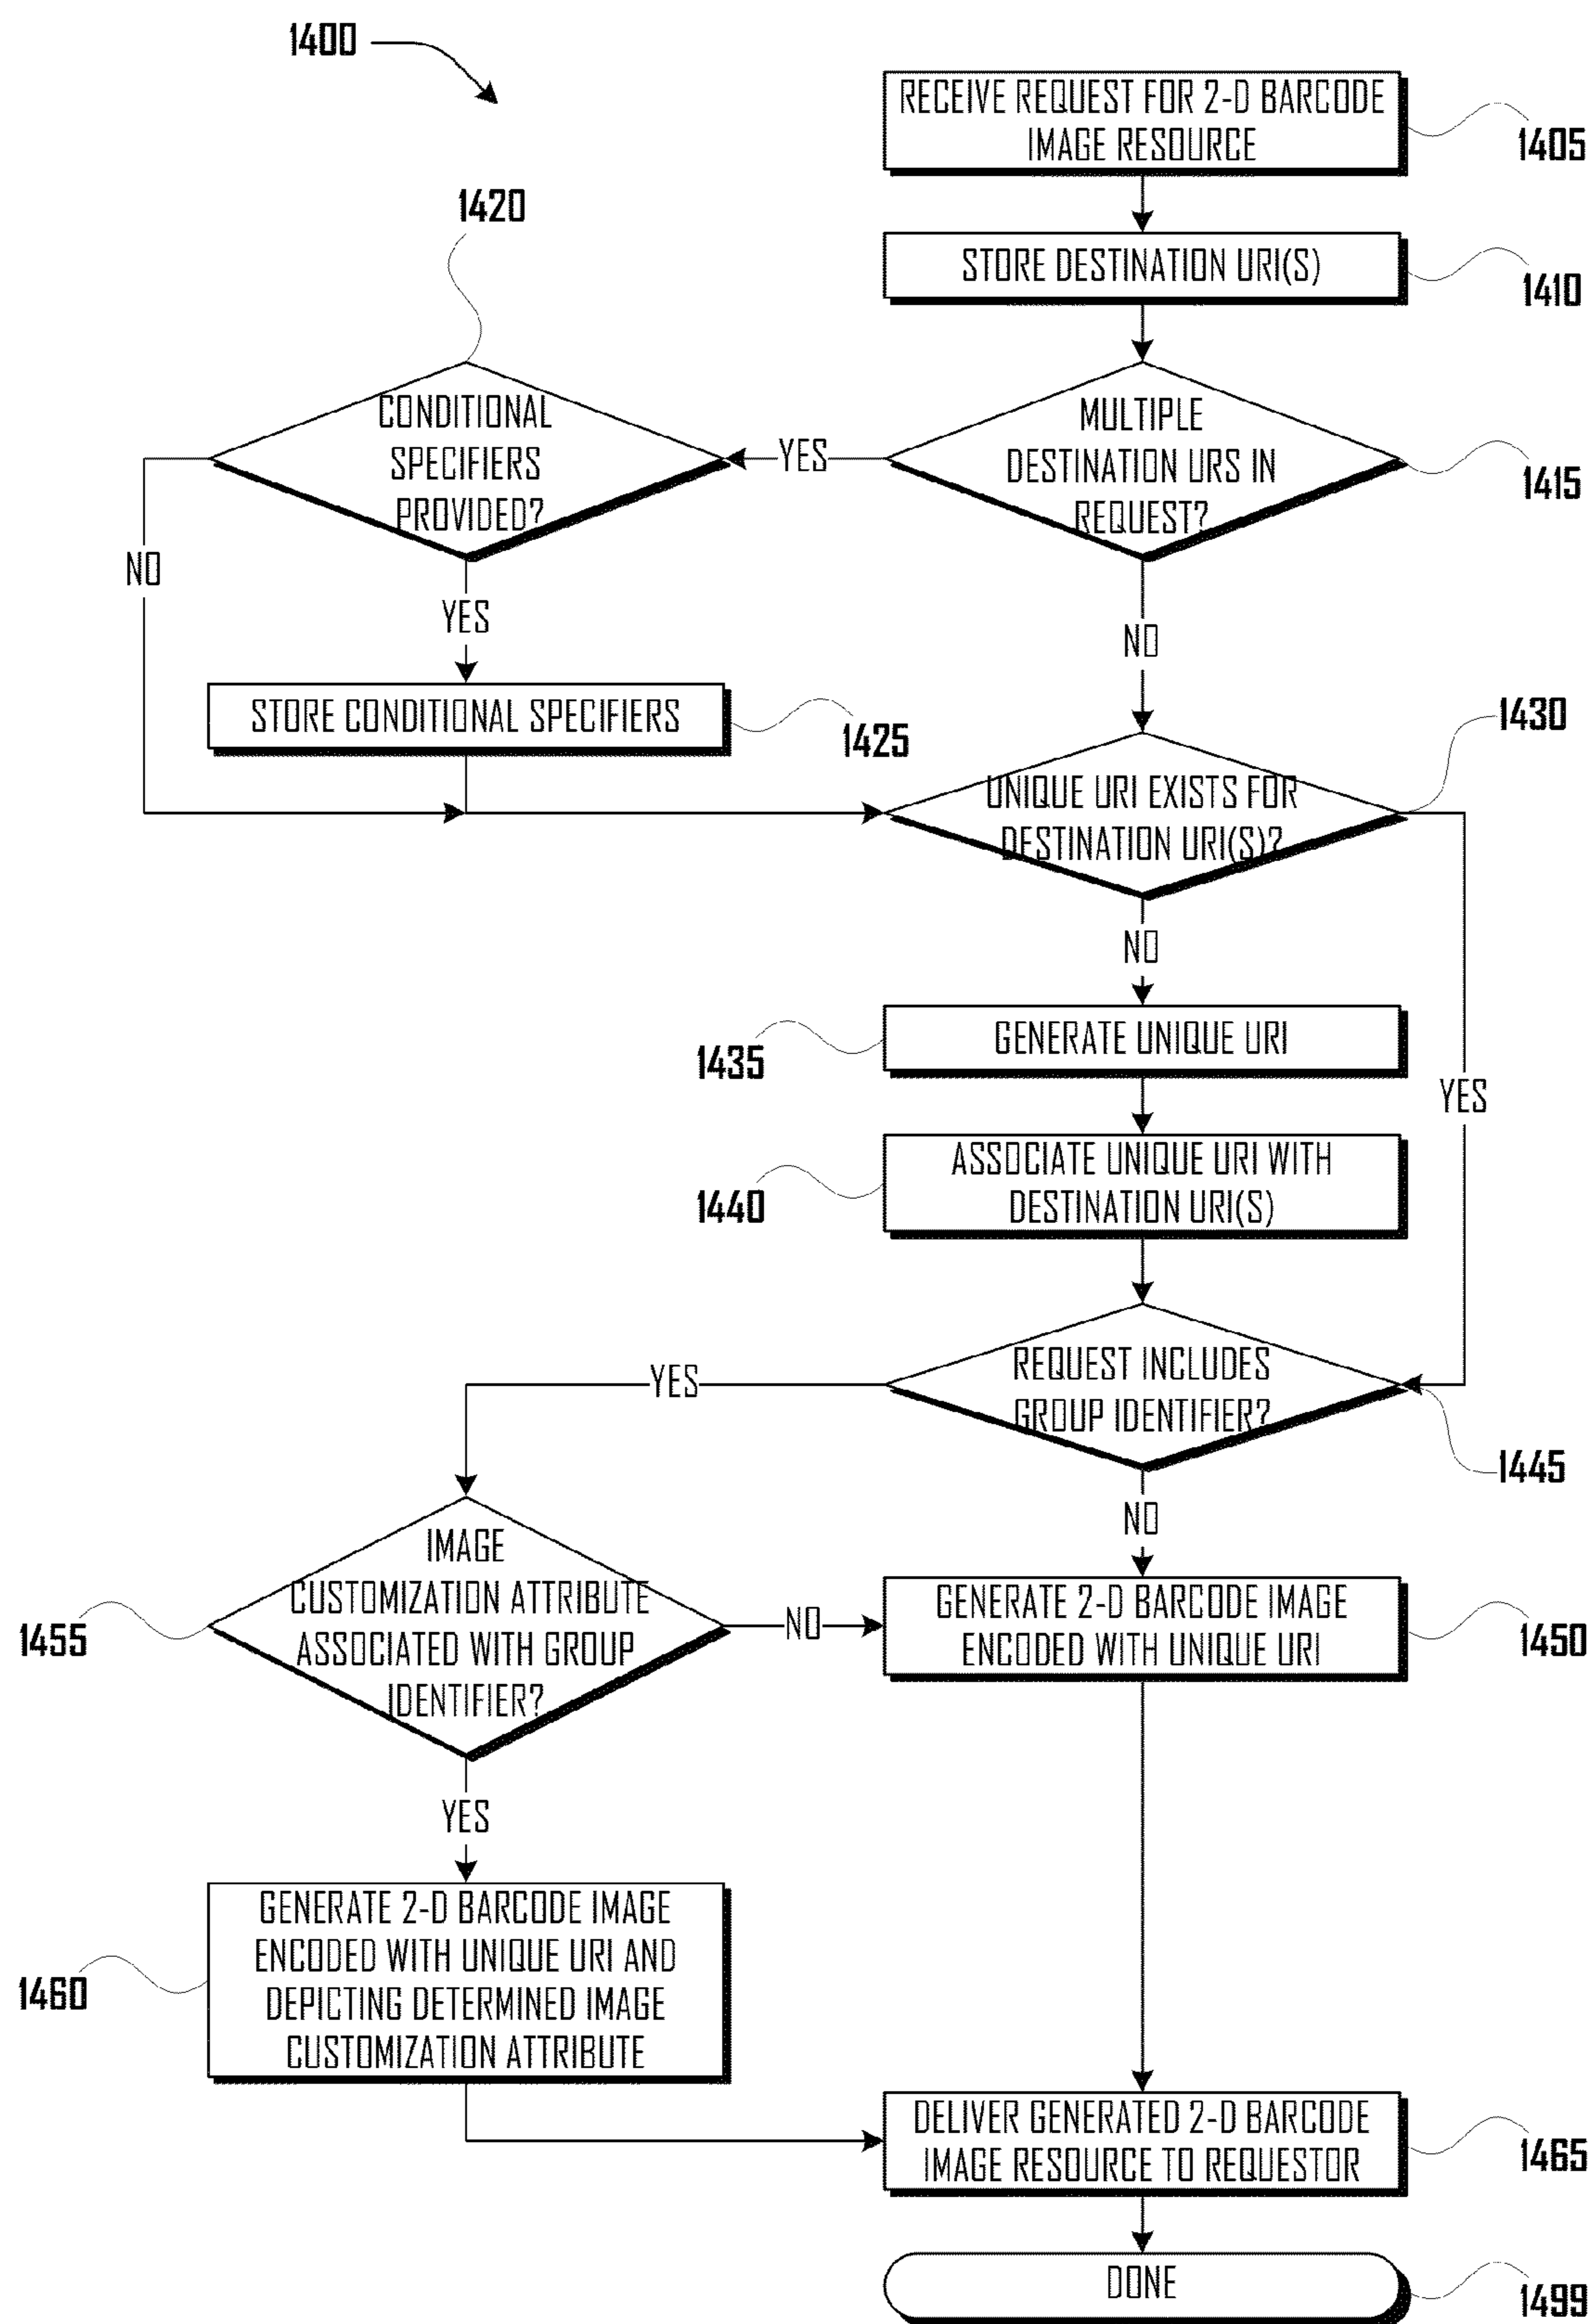 1400
RECEIVE REQUEST FOR 2-D BARCODE
IMAGE RESOURCE
1405
STORE DESTINATION URI(S)
1410
1420
CONDITIONAL
SPECIFIERS
PROVIDED?
YES
MULTIPLE
DESTINATION URS IN
REQUEST?
1415
NO
YES
NO
STORE CONDITIONAL SPECIFIERS
1425
1430
UNIQUE URI EXISTS FOR
DESTINATION URI(S)?
NO
YES
GENERATE UNIQUE URI
1435
ASSOCIATE UNIQUE URI WITH
DESTINATION URI(S)
1440
REQUEST INCLUDES
GROUP IDENTIFIER?
YES
1445
NO
IMAGE
CUSTOMIZATION ATTRIBUTE
ASSOCIATED WITH GROUP
IDENTIFIER?
1455
NO
GENERATE 2-D BARCODE IMAGE
ENCODED WITH UNIQUE URI
1450
YES
GENERATE 2-D BARCODE IMAGE
ENCODED WITH UNIQUE URI AND
DEPICTING DETERMINED IMAGE
CUSTOMIZATION ATTRIBUTE
1460
DELIVER GENERATED 2-D BARCODE
IMAGE RESOURCE TO REQUESTOR
1465
DONE
1499